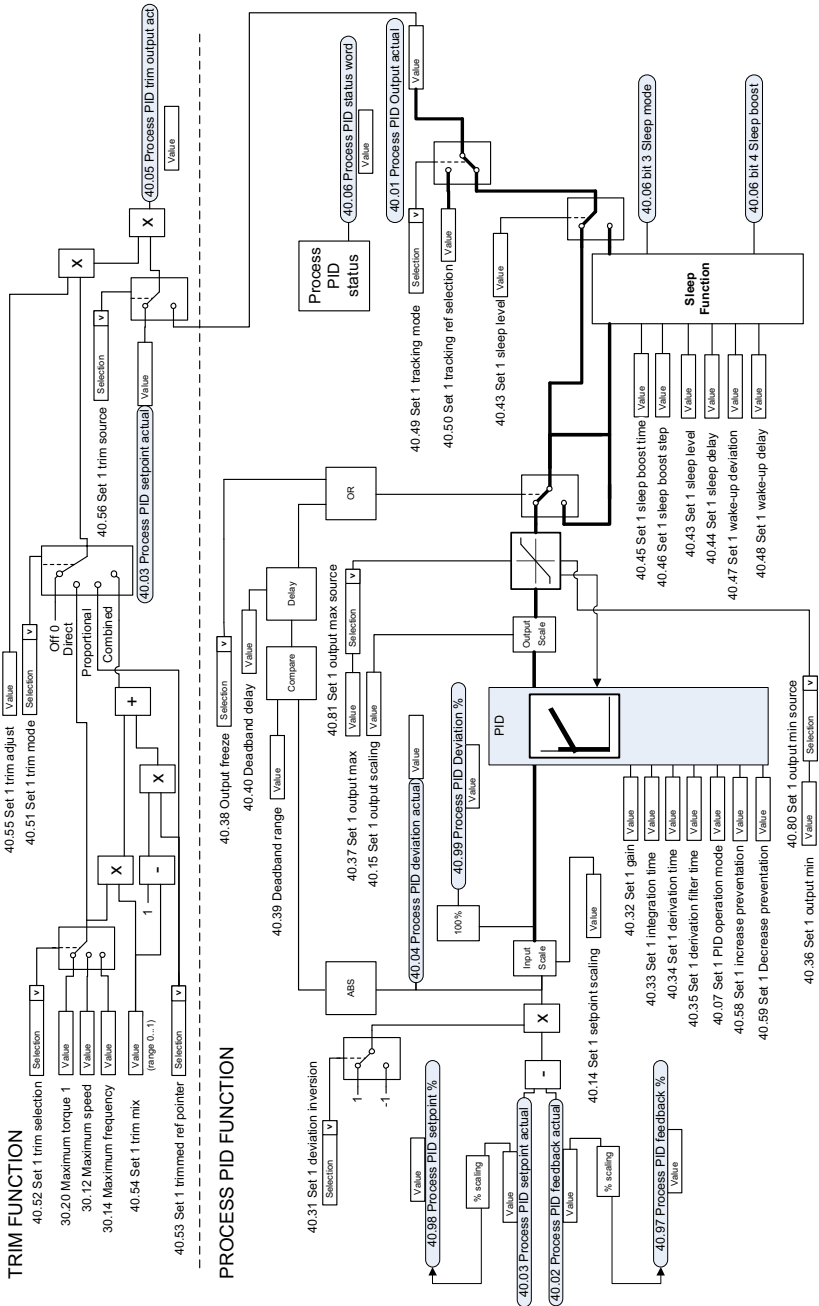 TRIM FUNCTION
40.55 Set 1 trim adjust Value
40.51 Set 1 trim mode Selection v
40.52 Set 1 trim selection Selection v
30.20 Maximum torque 1 Value
30.12 Maximum speed Value
30.14 Maximum frequency Value
40.54 Set 1 trim mix Value
(range 0...1)
40.53 Set 1 trimmed ref pointer Selection v
1
-
X
X
+
Off 0
Direct
Proportional
Combined
40.56 Set 1 trim source Selection v
40.03 Process PID setpoint actual Value
X
X
40.05 Process PID trim output act
Value
PROCESS PID FUNCTION
40.38 Output freeze Selection v
40.40 Deadband delay Value
40.39 Deadband range Value
Compare
Delay
OR
ABS
40.31 Set 1 deviation inversion
Selection v
1
-1
40.37 Set 1 output max Value
40.81 Set 1 output max source
Selection v
40.15 Set 1 output scaling Value
40.04 Process PID deviation actual Value
40.99 Process PID Deviation %
Value
100%
40.98 Process PID setpoint %
Value
% scaling
Value
40.03 Process PID setpoint actual
40.02 Process PID feedback actual
Value
% scaling
40.97 Process PID feedback %
Value
-
X
Input
Scale
40.14 Set 1 setpoint scaling
Value
PID
Output
Scale
40.32 Set 1 gain Value
40.33 Set 1 integration time Value
40.34 Set 1 derivation time Value
40.35 Set 1 derivation filter time Value
40.07 Set 1 PID operation mode Value
40.58 Set 1 increase preventation Value
40.59 Set 1 Decrease preventation Value
40.36 Set 1 output min Value
40.80 Set 1 output min source
Selection v
Process
PID
status
40.06 Process PID status word
Value
40.01 Process PID Output actual
Value
40.49 Set 1 tracking mode Selection v
40.50 Set 1 tracking ref selection Value
40.43 Set 1 sleep level Value
Sleep
Function
40.45 Set 1 sleep boost time Value
40.46 Set 1 sleep boost step Value
40.43 Set 1 sleep level Value
40.44 Set 1 sleep delay Value
40.47 Set 1 wake-up deviation Value
40.48 Set 1 wake-up delay Value
40.06 bit 3 Sleep mode
40.06 bit 4 Sleep boost